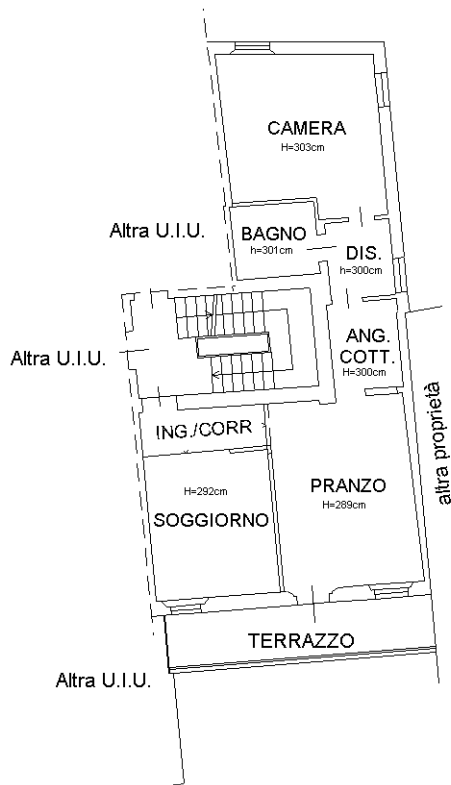 CAMERA
H=303cm
Altra U.I.U.
BAGNO
h=301cm
DIS.
h=300cm
Altra U.I.U.
ANG.
COTT.
H=300cm
ING./CORR
H=292cm
SOGGIORNO
PRANZO
H=289cm
altra proprietà
TERRAZZO
Altra U.I.U.